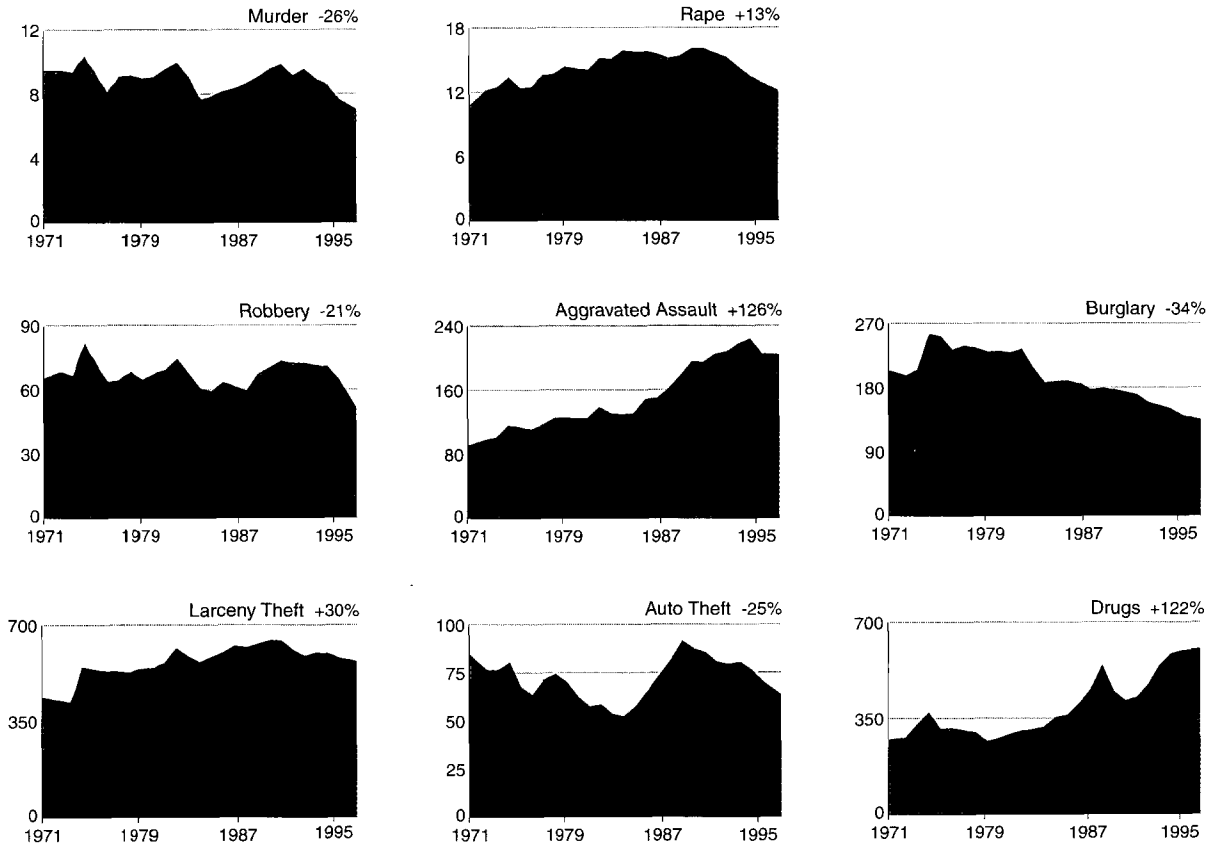 Murder -26%
12
8
4
0
1971 1979 1987 1995
Rape +13%
18
12
6
0
1971 1979 1987 1995
Robbery -21%
90
60
30
0
1971 1979 1987 1995
Aggravated Assault +126%
240
160
80
0
1971 1979 1987 1995
Burglary -34%
270
180
90
0
1971 1979 1987 1995
Larceny Theft +30%
700
350
0
1971 1979 1987 1995
Auto Theft -25%
100
75
50
25
0
1971 1979 1987 1995
Drugs +122%
700
350
0
1971 1979 1987 1995